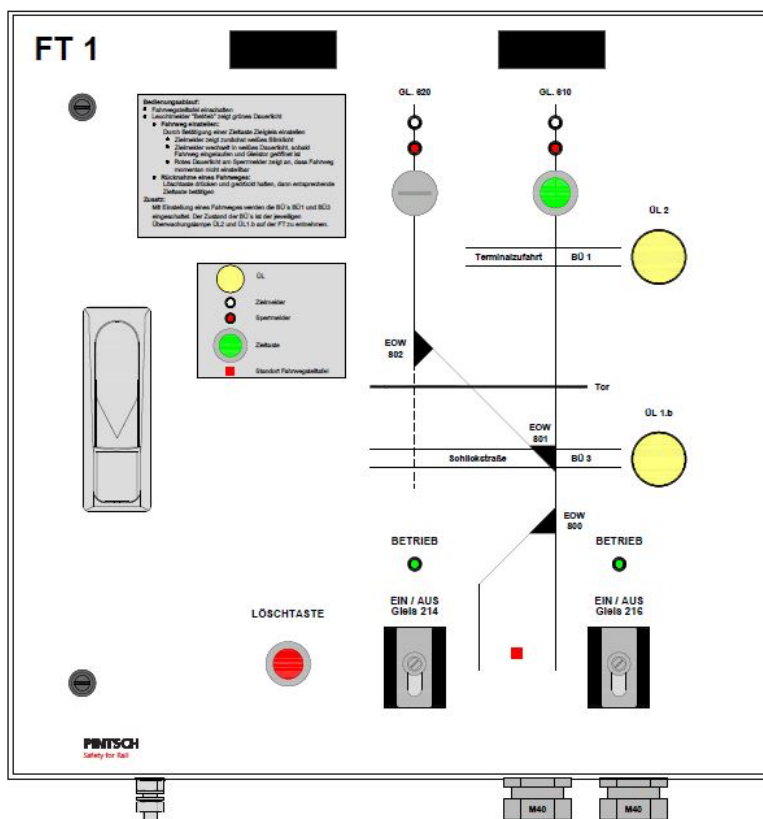 FT 1
Bedienungsablauf:
Fahrwegstelltafel einschalten
Leuchtmelder "Betrieb" zeigt grünes Dauerlicht
Fahrweg einstellen:
Durch Betätigung einer Zieltaste Zielgleis einstellen
Zielmelder zeigt zunächst weißes Blinklicht
Zielmelder wechselt in weißes Dauerlicht, sobald
Fahrweg eingelaufen und Gleistor geöffnet ist
Rotes Dauerlicht am Sperrmelder zeigt an, dass Fahrweg
momentan nicht einstellbar
Rücknahme eines Fahrweges:
Löschtaste drücken und gedrückt halten, dann entsprechende
Zieltaste betätigen
Zusatz:
Mit Einstellung eines Fahrweges werden die BÜ's BÜ1 und BÜ3
eingeschaltet. Der Zustand der BÜ's ist der jeweiligen
Überwachungslampe ÜL2 und ÜL1.b auf der FT zu entnehmen.
GL. 620
GL. 610
ÜL 2
Terminalzufahrt
BÜ 1
ÜL
Zielmelder
Sperrmelder
Zieltaste
Standort Fahrwegstelltafel
EOW
802
Tor
ÜL 1.b
EOW
801
Schlickstraße
BÜ 3
EOW
800
BETRIEB
BETRIEB
EIN / AUS
Gleis 214
EIN / AUS
Gleis 216
LÖSCHTASTE
PINTSCH
Safety for Rail
M40
M40